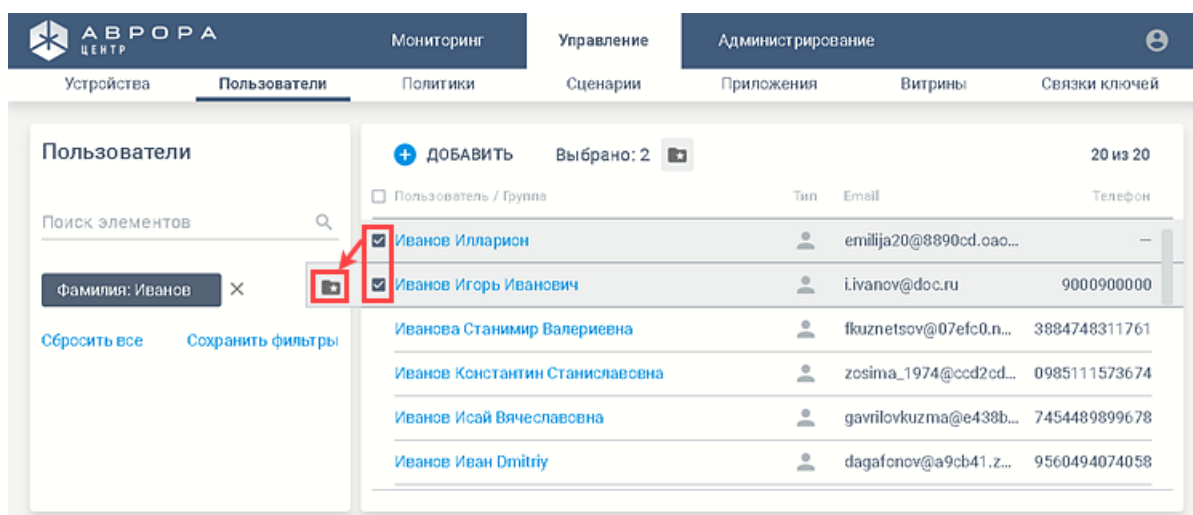 АВРОРА
ЦЕНТР
Мониторинг Управление Администрирование
Устройства Пользователи Политики Сценарии Приложения Витрины Связки ключей
Пользователи
Поиск элементов
Фамилия: Иванов
Сбросить все Сохранить фильтры
ДОБАВИТЬ Выбрано: 2 20 из 20
Пользователь / Группа Тип Email Телефон
Иванов Илларион emilija20@8890cd.oao... —
Иванов Игорь Иванович i.ivanov@doc.ru 9000900000
Иванова Станимир Валериевна fkuznetsov@07efc0.n... 3884748311761
Иванов Константин Станиславовна zosima_1974@ccd2cd... 0985111573674
Иванов Исай Вячеславовна gavrilovkuzma@e438b... 7454489899678
Иванов Иван Dmitriy dagafonov@a9cb41.z... 9560494074058